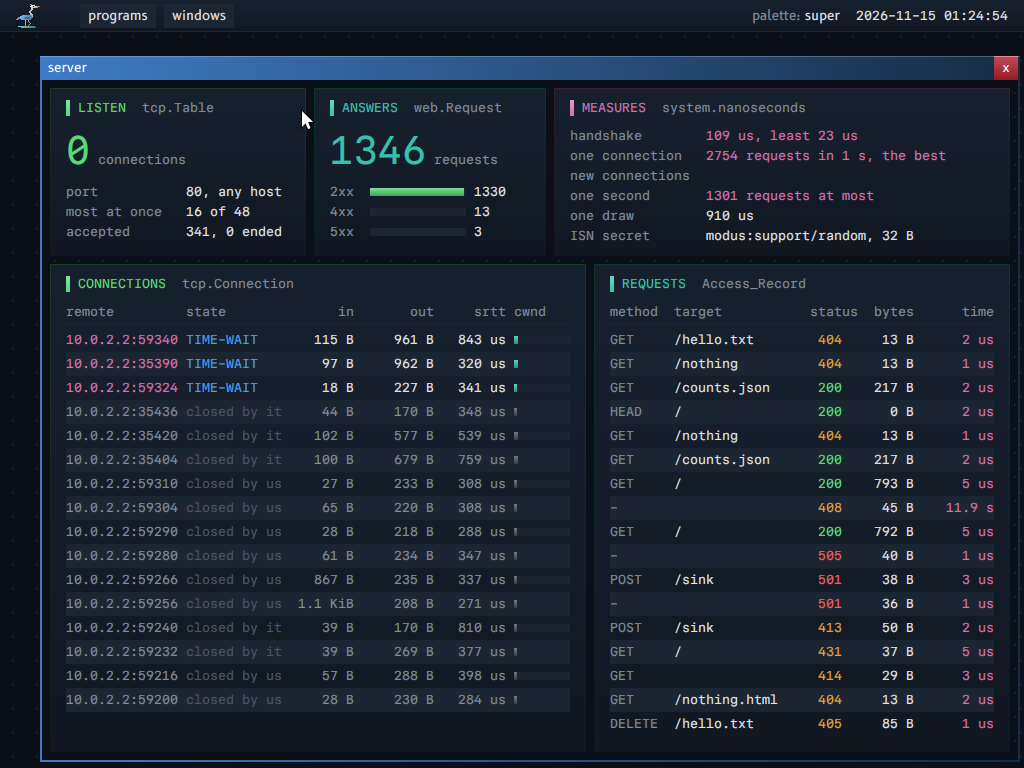 programs windows palette: super 2026-11-15 01:24:54
server x
LISTEN tcp.Table
0 connections
port 80, any host
most at once 16 of 48
accepted 341, 0 ended
ANSWERS web.Request
1346 requests
2xx 1330
4xx 13
5xx 3
MEASURES system.nanoseconds
handshake 109 us, least 23 us
one connection 2754 requests in 1 s, the best
new connections
one second 1301 requests at most
one draw 910 us
ISN secret modus:support/random, 32 B
CONNECTIONS tcp.Connection
remote state in out srtt cwnd
10.0.2.2:59340 TIME-WAIT 115 B 961 B 843 us
10.0.2.2:35390 TIME-WAIT 97 B 962 B 320 us
10.0.2.2:59324 TIME-WAIT 18 B 227 B 341 us
10.0.2.2:35436 closed by it 44 B 170 B 348 us
10.0.2.2:35420 closed by it 102 B 577 B 539 us
10.0.2.2:35404 closed by it 100 B 679 B 759 us
10.0.2.2:59310 closed by us 27 B 233 B 308 us
10.0.2.2:59304 closed by us 65 B 220 B 308 us
10.0.2.2:59290 closed by us 28 B 218 B 288 us
10.0.2.2:59280 closed by us 61 B 234 B 347 us
10.0.2.2:59266 closed by us 867 B 235 B 337 us
10.0.2.2:59256 closed by us 1.1 KiB 208 B 271 us
10.0.2.2:59240 closed by it 39 B 170 B 810 us
10.0.2.2:59232 closed by it 39 B 269 B 377 us
10.0.2.2:59216 closed by us 57 B 288 B 398 us
10.0.2.2:59200 closed by us 28 B 230 B 284 us
REQUESTS Access_Record
method target status bytes time
GET /hello.txt 404 13 B 2 us
GET /nothing 404 13 B 1 us
GET /counts.json 200 217 B 2 us
HEAD / 200 0 B 2 us
GET /nothing 404 13 B 1 us
GET /counts.json 200 217 B 2 us
GET / 200 793 B 5 us
- 408 45 B 11.9 s
GET / 200 792 B 5 us
- 505 40 B 1 us
POST /sink 501 38 B 3 us
- 501 36 B 1 us
POST /sink 413 50 B 2 us
GET / 431 37 B 5 us
GET 414 29 B 3 us
GET /nothing.html 404 13 B 2 us
DELETE /hello.txt 405 85 B 1 us